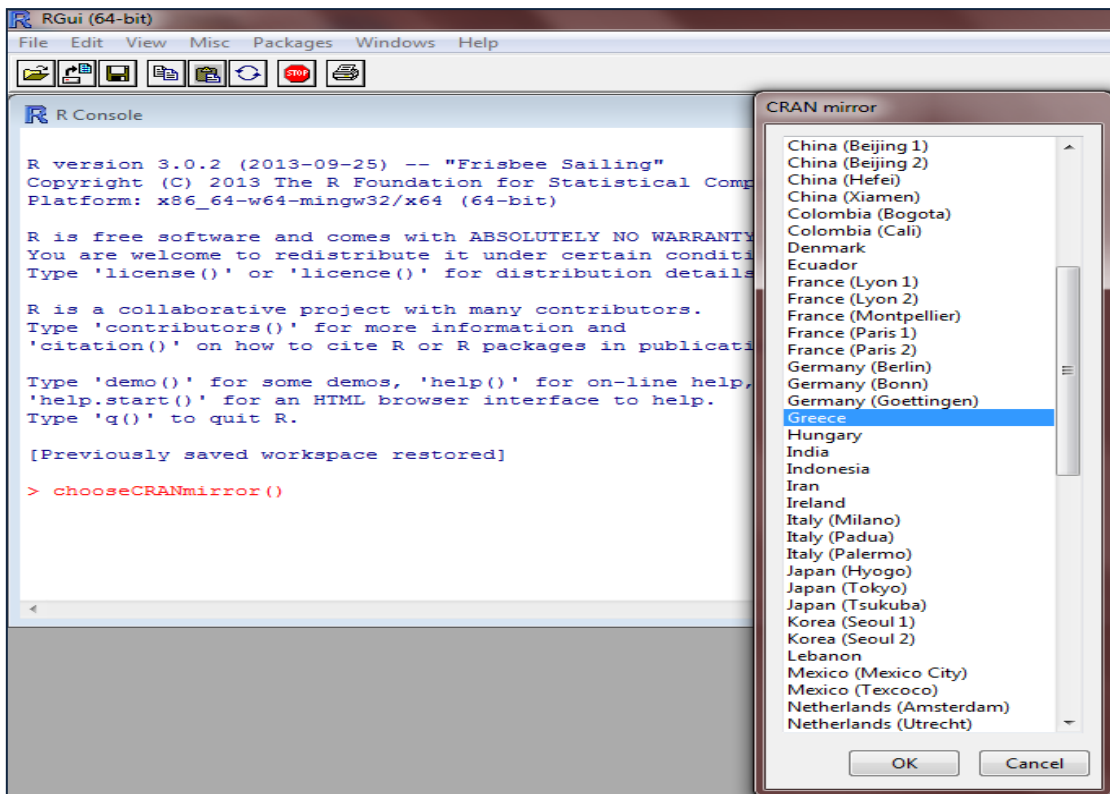 RGui (64-bit)
File Edit View Misc Packages Windows Help
STOP
R Console
R version 3.0.2 (2013-09-25) -- "Frisbee Sailing"
Copyright (C) 2013 The R Foundation for Statistical Comp
Platform: x86_64-w64-mingw32/x64 (64-bit)
R is free software and comes with ABSOLUTELY NO WARRANTY
You are welcome to redistribute it under certain conditi
Type 'license()' or 'licence()' for distribution details
R is a collaborative project with many contributors.
Type 'contributors()' for more information and
'citation()' on how to cite R or R packages in publicati
Type 'demo()' for some demos, 'help()' for on-line help,
'help.start()' for an HTML browser interface to help.
Type 'q()' to quit R.
[Previously saved workspace restored]
> chooseCRANmirror()
CRAN mirror
China (Beijing 1)
China (Beijing 2)
China (Hefei)
China (Xiamen)
Colombia (Bogota)
Colombia (Cali)
Denmark
Ecuador
France (Lyon 1)
France (Lyon 2)
France (Montpellier)
France (Paris 1)
France (Paris 2)
Germany (Berlin)
Germany (Bonn)
Germany (Goettingen)
Greece
Hungary
India
Indonesia
Iran
Ireland
Italy (Milano)
Italy (Padua)
Italy (Palermo)
Japan (Hyogo)
Japan (Tokyo)
Japan (Tsukuba)
Korea (Seoul 1)
Korea (Seoul 2)
Lebanon
Mexico (Mexico City)
Mexico (Texcoco)
Netherlands (Amsterdam)
Netherlands (Utrecht)
OK Cancel